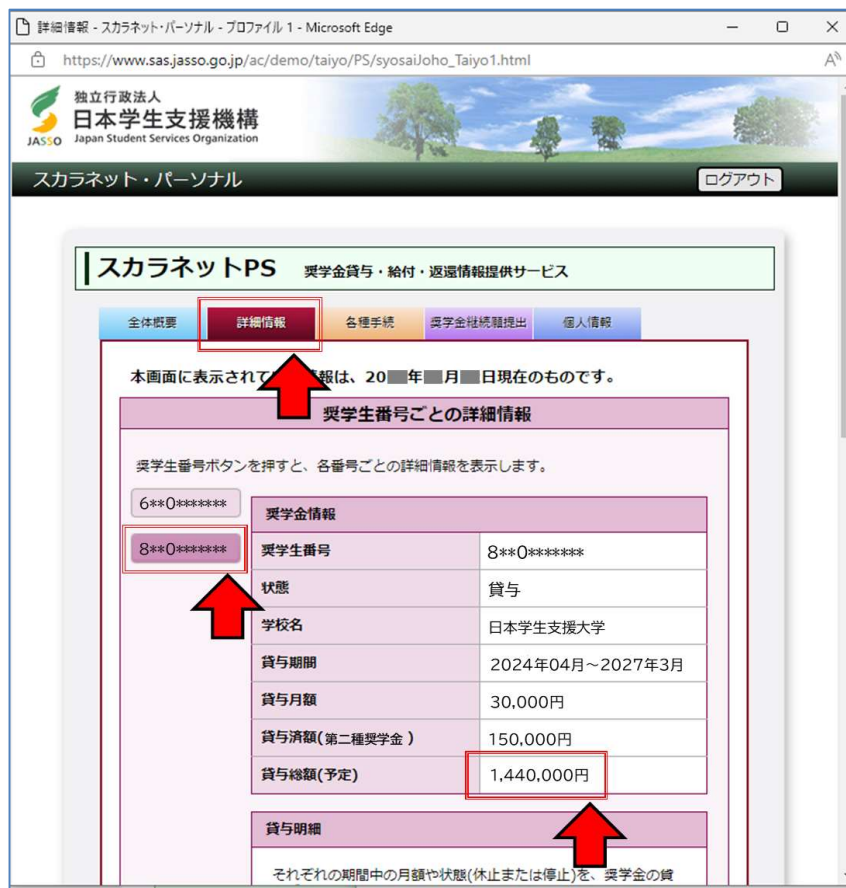 詳細情報 - スカラネット・パーソナル - プロファイル 1 - Microsoft Edge
https://www.sas.jasso.go.jp/ac/demo/taiyo/PS/syosaiJoho_Taiyo1.html
独立行政法人
日本学生支援機構
JASSO Japan Student Services Organization
スカラネット・パーソナル
ログアウト
スカラネットPS 奨学金貸与・給付・返還情報提供サービス
全体概要 詳細情報 各種手続 奨学金継続願提出 個人情報
本画面に表示され 報は、20 年 月 日現在のものです。
奨学生番号ごとの詳細情報
奨学生番号ボタンを押すと、各番号ごとの詳細情報を表示します。
6**0*******
8**0*******
奨学金情報
奨学生番号 8**0*******
状態 貸与
学校名 日本学生支援大学
貸与期間 2024年04月~2027年3月
貸与月額 30,000円
貸与済額(第二種奨学金 ) 150,000円
貸与総額(予定) 1,440,000円
貸与明細
それぞれの期間中の月額や状態(休止または停止)を、奨学金の貸